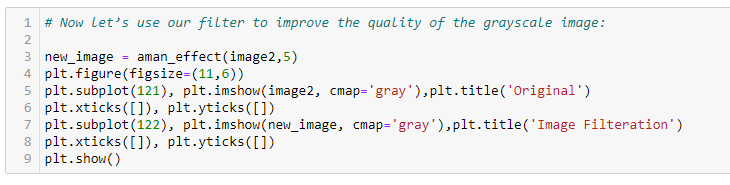 1 # Now let's use our filter to improve the quality of the grayscale image:
2
3 new_image = aman_effect(image2,5)
4 plt.figure(figsize=(11,6))
5 plt.subplot(121), plt.imshow(image2, cmap='gray'),plt.title('Original')
6 plt.xticks([]), plt.yticks([])
7 plt.subplot(122), plt.imshow(new_image, cmap='gray'),plt.title('Image Filteration')
8 plt.xticks([]), plt.yticks([])
9 plt.show()